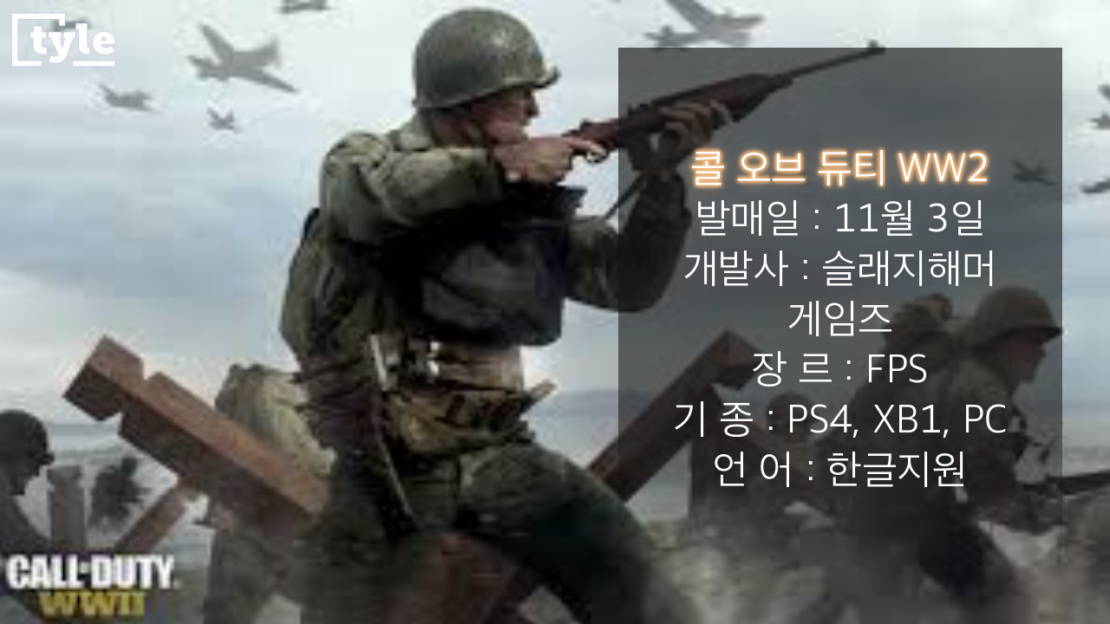 tyle
콜 오브 듀티 WW2
발매일 : 11월 3일
개발사 : 슬래지해머
게임즈
장 르 : FPS
기 종 : PS4, XB1, PC
언 어 : 한글지원
CALL·DUTY
WWII